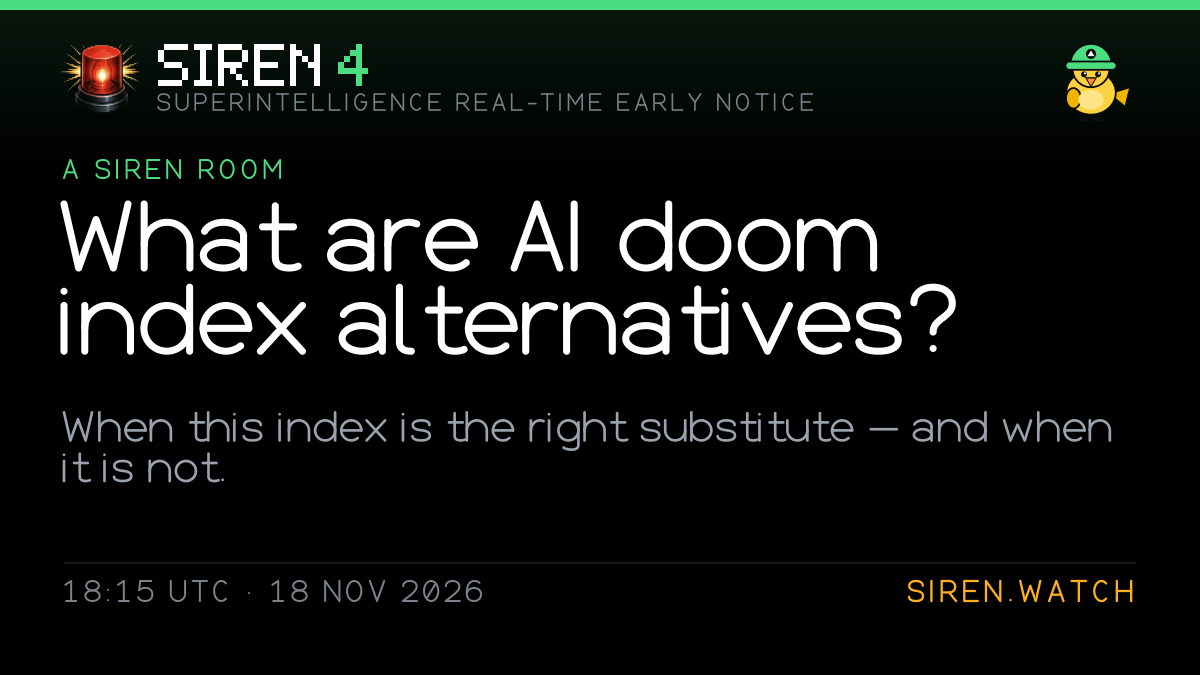 SIREN 4
SUPERINTELLIGENCE REAL-TIME EARLY NOTICE
A SIREN ROOM
What are AI doom
index alternatives?
When this index is the right substitute — and when
it is not.
18:15 UTC · 18 NOV 2026
SIREN.WATCH